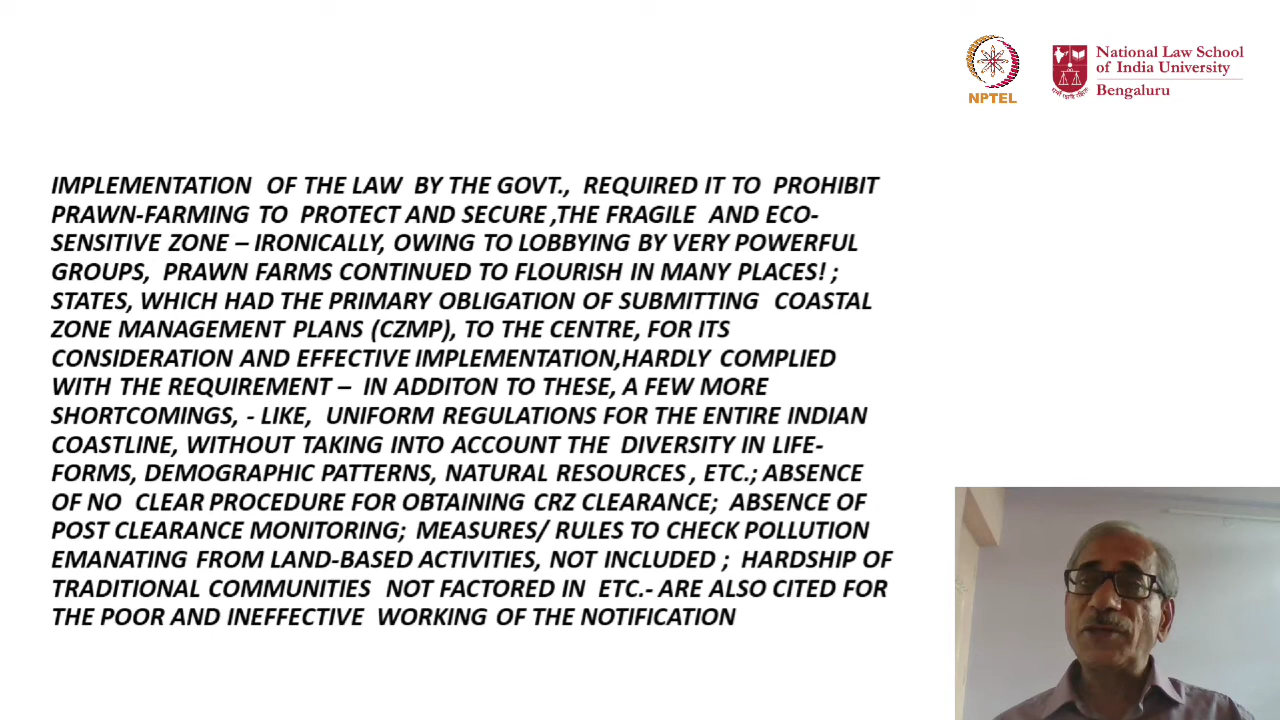 NPTEL
National Law School
of India University
Bengaluru
IMPLEMENTATION OF THE LAW BY THE GOVT., REQUIRED IT TO PROHIBIT
PRAWN-FARMING TO PROTECT AND SECURE ,THE FRAGILE AND ECO-
SENSITIVE ZONE – IRONICALLY, OWING TO LOBBYING BY VERY POWERFUL
GROUPS, PRAWN FARMS CONTINUED TO FLOURISH IN MANY PLACES! ;
STATES, WHICH HAD THE PRIMARY OBLIGATION OF SUBMITTING COASTAL
ZONE MANAGEMENT PLANS (CZMP), TO THE CENTRE, FOR ITS
CONSIDERATION AND EFFECTIVE IMPLEMENTATION,HARDLY COMPLIED
WITH THE REQUIREMENT – IN ADDITON TO THESE, A FEW MORE
SHORTCOMINGS, - LIKE, UNIFORM REGULATIONS FOR THE ENTIRE INDIAN
COASTLINE, WITHOUT TAKING INTO ACCOUNT THE DIVERSITY IN LIFE-
FORMS, DEMOGRAPHIC PATTERNS, NATURAL RESOURCES , ETC.; ABSENCE
OF NO CLEAR PROCEDURE FOR OBTAINING CRZ CLEARANCE; ABSENCE OF
POST CLEARANCE MONITORING; MEASURES/ RULES TO CHECK POLLUTION
EMANATING FROM LAND-BASED ACTIVITIES, NOT INCLUDED ; HARDSHIP OF
TRADITIONAL COMMUNITIES NOT FACTORED IN ETC.- ARE ALSO CITED FOR
THE POOR AND INEFFECTIVE WORKING OF THE NOTIFICATION